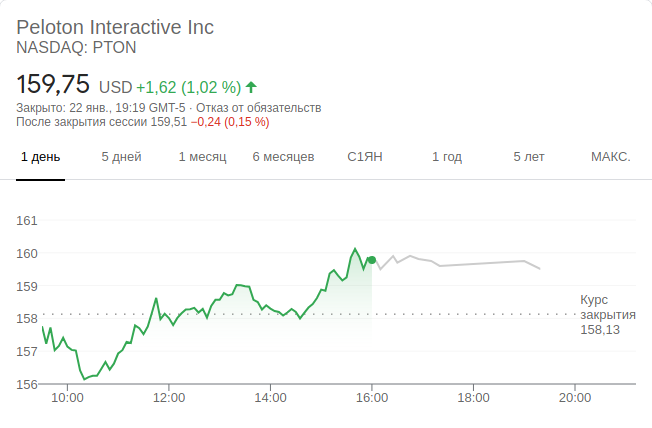 Peloton Interactive Inc
NASDAQ: PTON
159,75 USD +1,62 (1,02 %)
Закрыто: 22 янв., 19:19 GMT-5 · Отказ от обязательств
После закрытия сессии 159,51 −0,24 (0,15 %)
1 день 5 дней 1 месяц 6 месяцев С1ЯН 1 год 5 лет МАКС.
161
160
159
158
157
156
Курс
закрытия
158,13
10:00 12:00 14:00 16:00 18:00 20:00